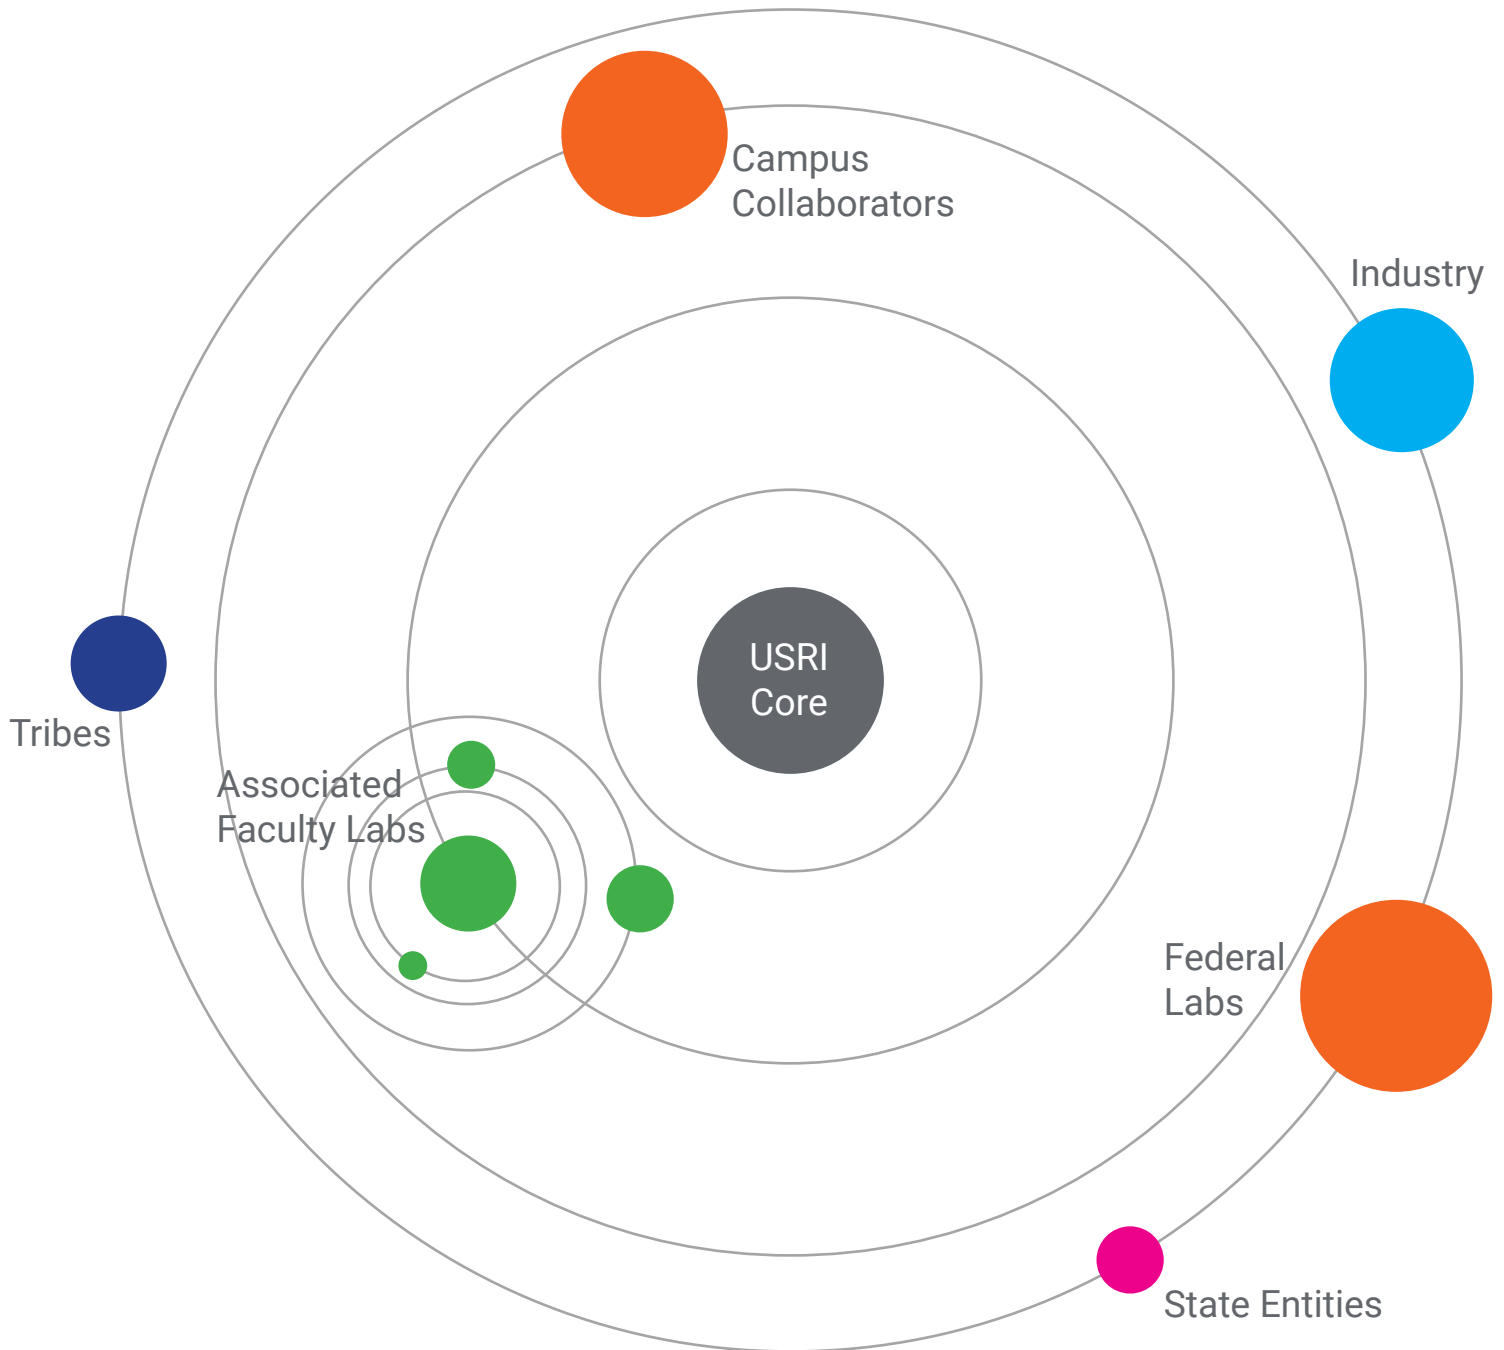 Campus
Collaborators
Industry
USRI
Core
Tribes
Associated
Faculty Labs
Federal
Labs
State Entities